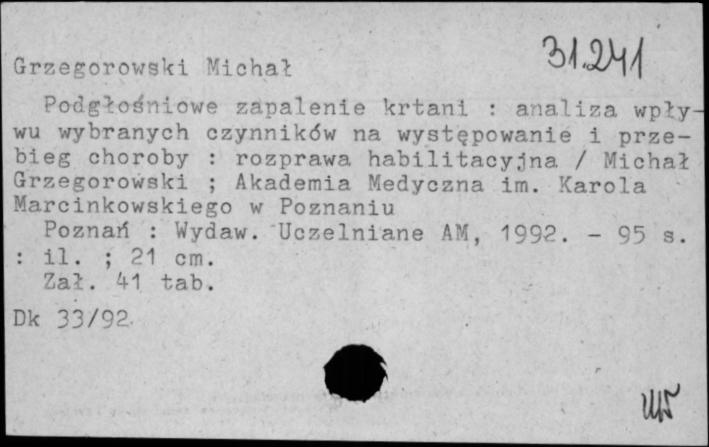 31.241
Grzegorowski Michał
Podgłośniowe zapalenie krtani : analiza wpły-
wu wybranych czynników na występowanie i prze-
bieg choroby : rozprawa habilitacyjna / Michał
Grzegorowski ; Akademia Medyczna im. Karola
Marcinkowskiego w Poznaniu
Poznań : Wydaw. Uczelniane AM, 1992. - 95 s.
: il. ; 21 cm.
Zał. 41 tab.
Dk 33/92